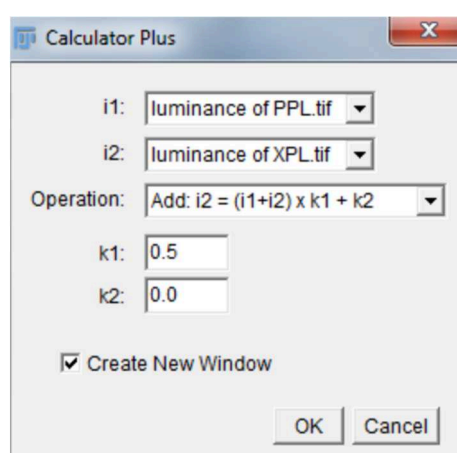 Calculator Plus
i1: luminance of PPL.tif
i2: luminance of XPL.tif
Operation: Add: i2 = (i1+i2) x k1 + k2
k1: 0.5
k2: 0.0
Create New Window
OK Cancel